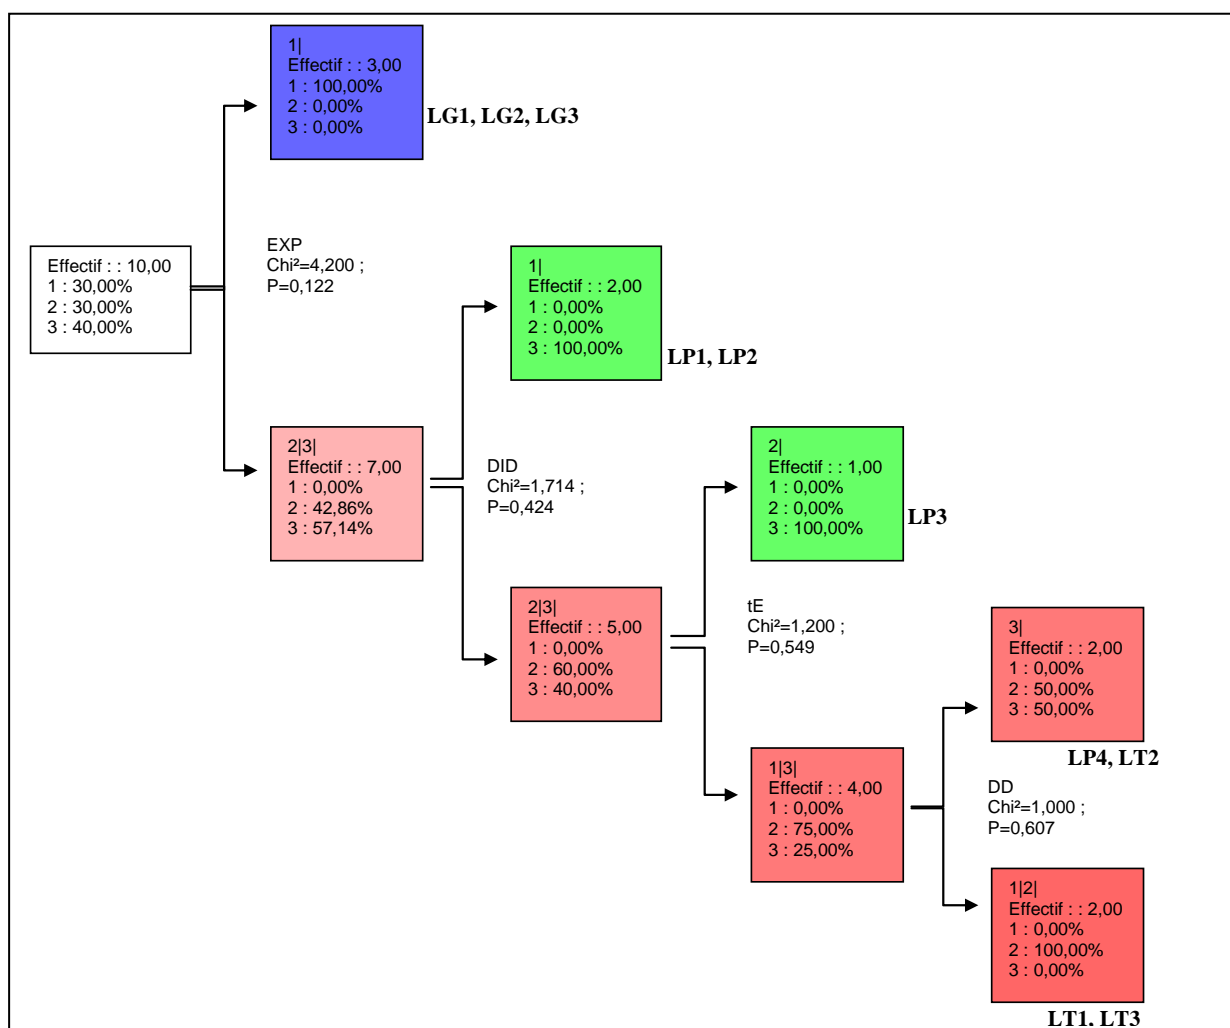 1|
Effectif : : 3,00
1 : 100,00%
2 : 0,00%
3 : 0,00%
LG1, LG2, LG3
Effectif : : 10,00
1 : 30,00%
2 : 30,00%
3 : 40,00%
EXP
Chi²=4,200 ;
P=0,122
1|
Effectif : : 2,00
1 : 0,00%
2 : 0,00%
3 : 100,00%
LP1, LP2
2|3|
Effectif : : 7,00
1 : 0,00%
2 : 42,86%
3 : 57,14%
DID
Chi²=1,714 ;
P=0,424
2|
Effectif : : 1,00
1 : 0,00%
2 : 0,00%
3 : 100,00%
LP3
2|3|
Effectif : : 5,00
1 : 0,00%
2 : 60,00%
3 : 40,00%
tE
Chi²=1,200 ;
P=0,549
3|
Effectif : : 2,00
1 : 0,00%
2 : 50,00%
3 : 50,00%
LP4, LT2
1|3|
Effectif : : 4,00
1 : 0,00%
2 : 75,00%
3 : 25,00%
DD
Chi²=1,000 ;
P=0,607
1|2|
Effectif : : 2,00
1 : 0,00%
2 : 100,00%
3 : 0,00%
LT1, LT3